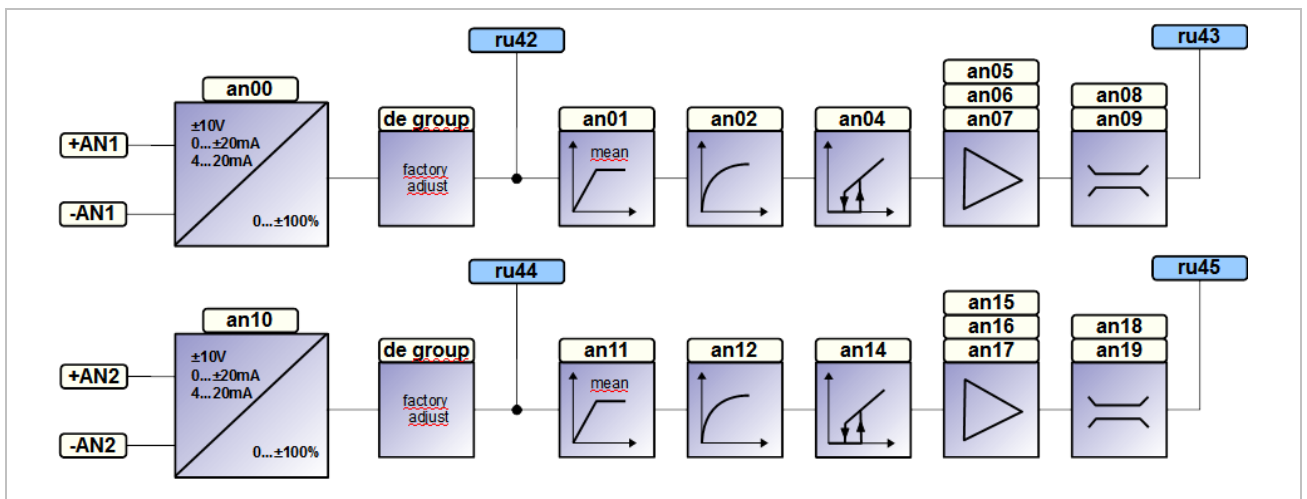 ru42
ru43
an00
an05
an06
an08
de group
an01
an02
an04
an07
an09
+AN1
-AN1
±10V
0...±20mA
4...20mA
0...±100%
factory
adjust
mean
ru44
ru45
an10
an15
an16
an18
de group
an11
an12
an14
an17
an19
+AN2
-AN2
±10V
0...±20mA
4...20mA
0...±100%
factory
adjust
mean